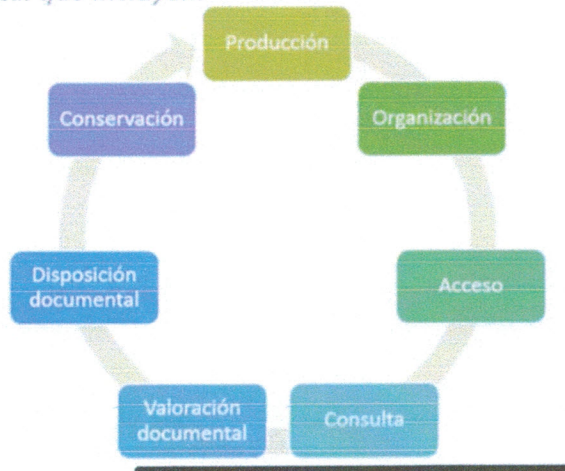 Producción
Organización
Acceso
Consulta
Valoración
documental
Disposición
documental
Conservación